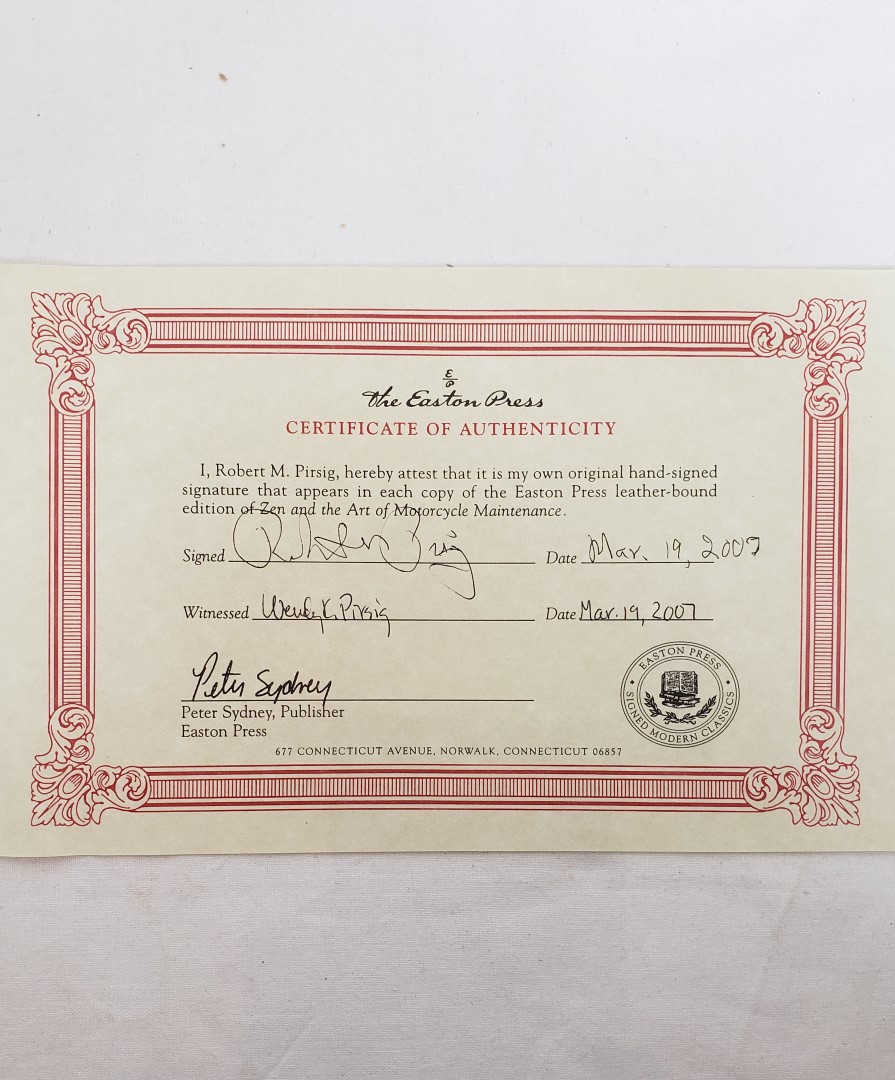 E
P
The Easton Press
CERTIFICATE OF AUTHENTICITY
I, Robert M. Pirsig, hereby attest that it is my own original hand-signed
signature that appears in each copy of the Easton Press leather-bound
edition of Zen and the Art of Motorcycle Maintenance.
Signed Robert Pirsig Date Mar. 19, 2007
Witnessed Wendy K. Pirsig Date Mar. 19, 2007
Peter Sydney
Peter Sydney, Publisher
Easton Press
EASTON PRESS
SIGNED MODERN CLASSICS
677 CONNECTICUT AVENUE, NORWALK, CONNECTICUT 06857